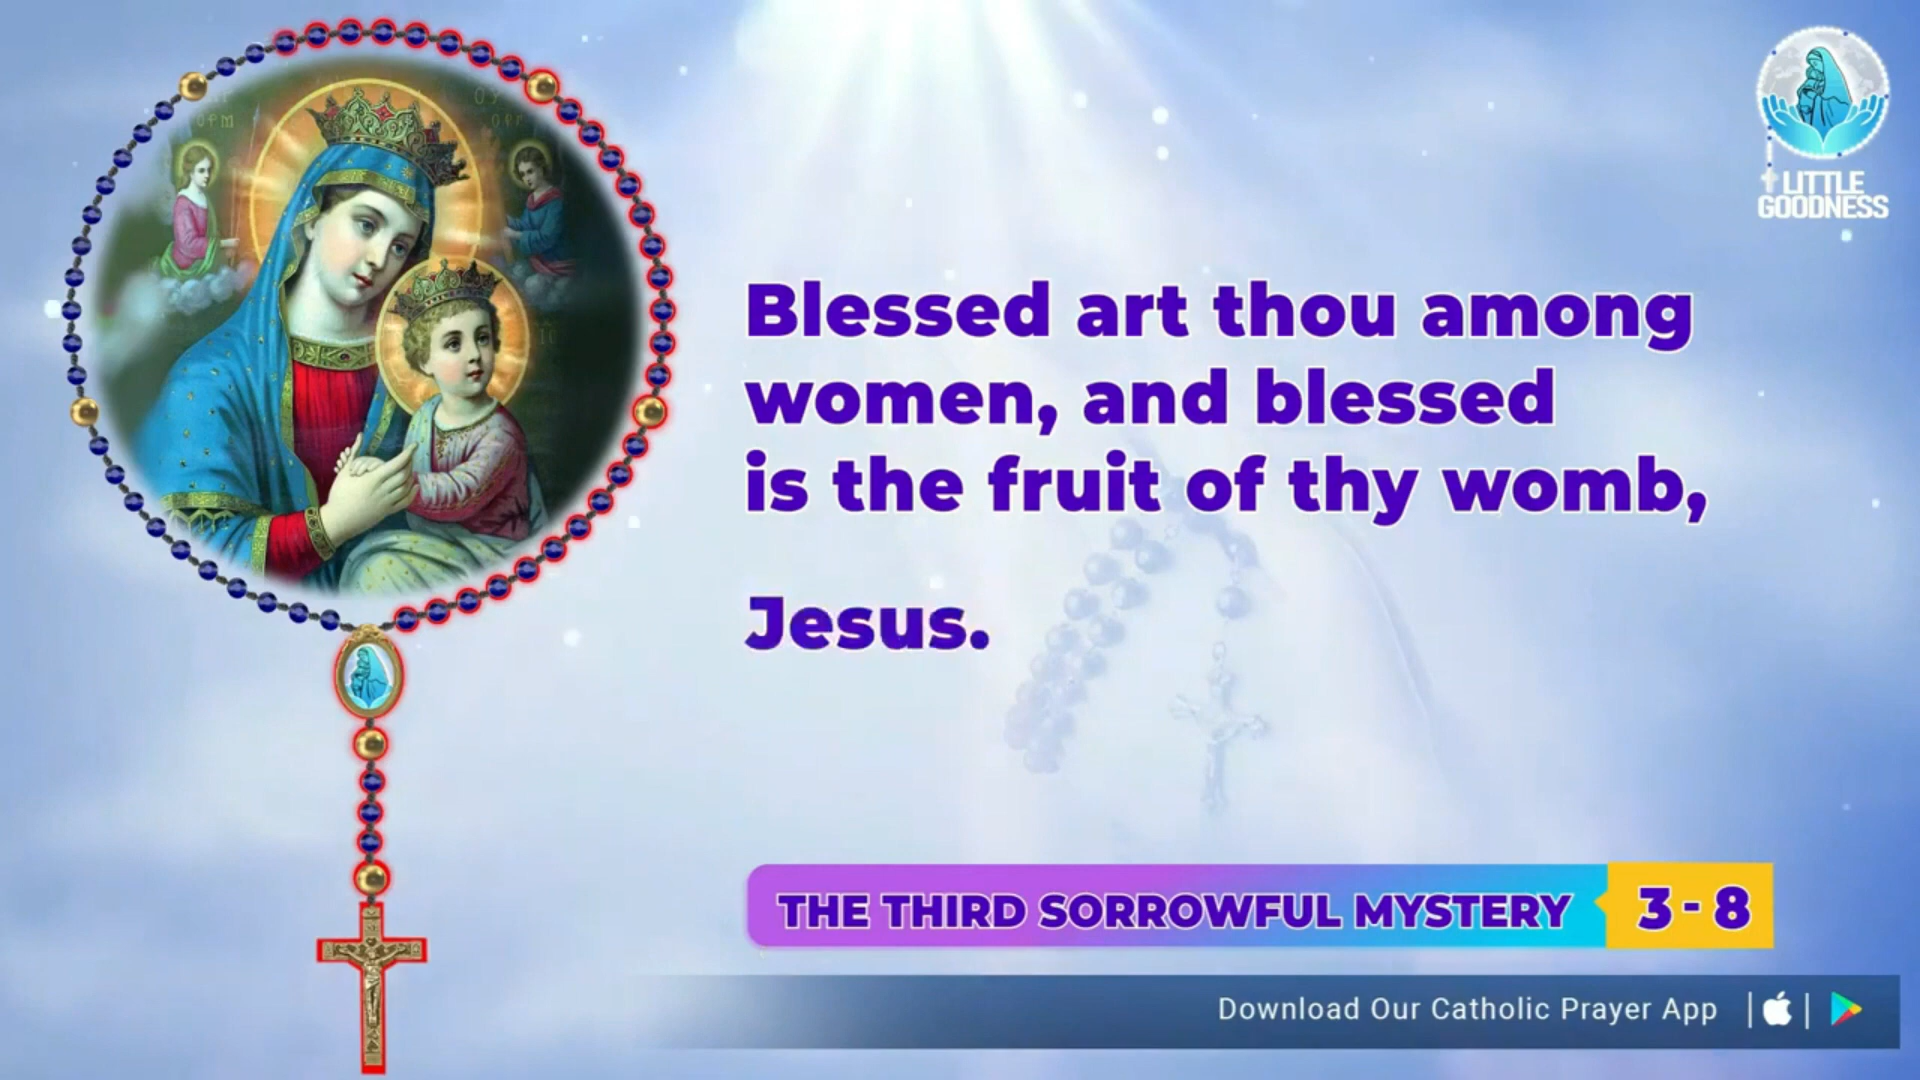 LITTLE
GOODNESS
Blessed art thou among
women, and blessed
is the fruit of thy womb,
Jesus.
THE THIRD SORROWFUL MYSTERY 3 - 8
Download Our Catholic Prayer App